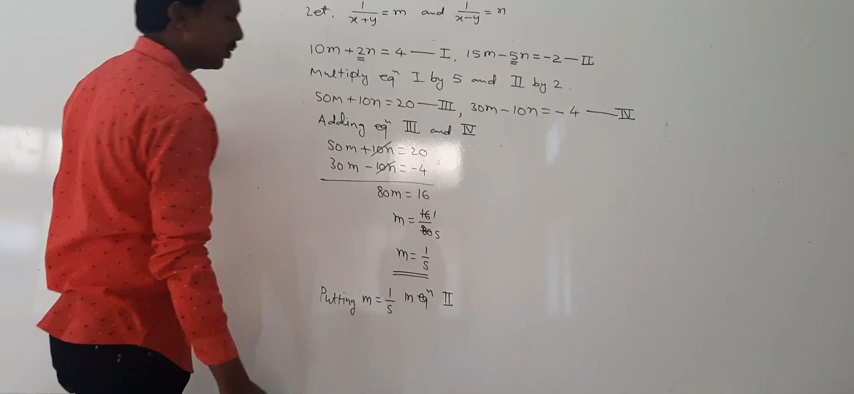 Let. 1/(x+y) = m and 1/(x-y) = n
10m + 2n = 4 — I, 15m - 5n = -2 — II
Multiply eqn I by 5 and II by 2.
50m + 10n = 20 — III, 30m - 10n = -4 — IV
Adding eqn III and IV
50m + 10n = 20
30m - 10n = -4
80m = 16
m = 16 1/80 5
m = 1/5
Putting m = 1/5 in eqn II